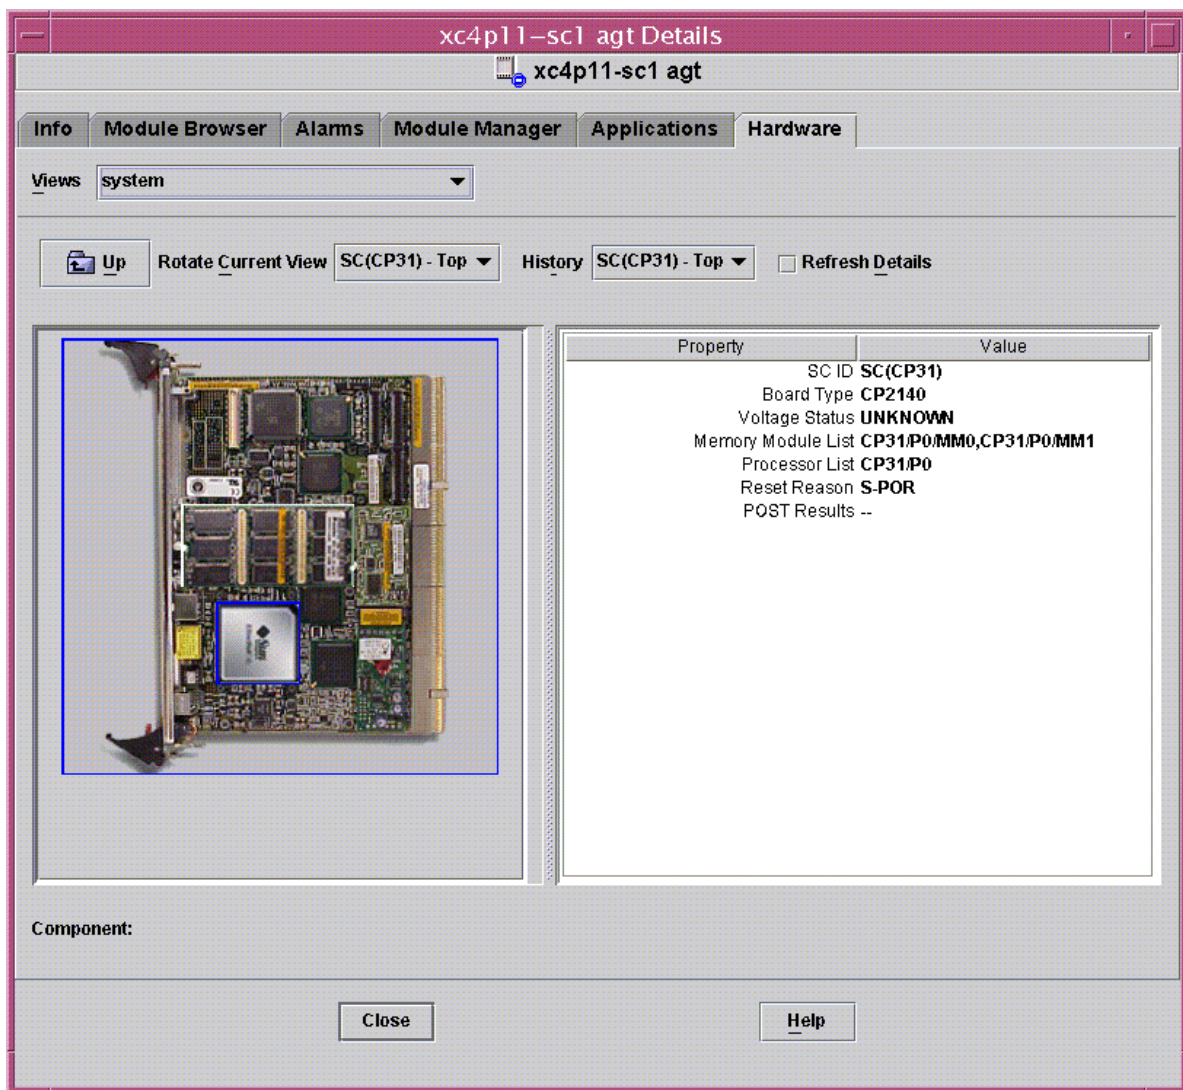 xc4p11-sc1 agt Details
xc4p11-sc1 agt
Info Module Browser Alarms Module Manager Applications Hardware
Views system
Up Rotate Current View SC(CP31) - Top History SC(CP31) - Top Refresh Details
Property Value
SC ID SC(CP31)
Board Type CP2140
Voltage Status UNKNOWN
Memory Module List CP31/P0/MM0,CP31/P0/MM1
Processor List CP31/P0
Reset Reason S-POR
POST Results --
Sun
Component:
Close Help